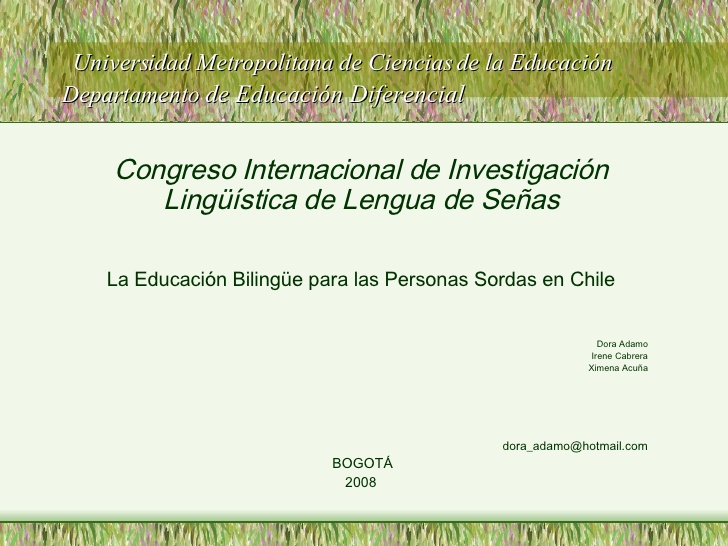 Universidad Metropolitana de Ciencias de la Educación
Departamento de Educación Diferencial
Congreso Internacional de Investigación
Lingüística de Lengua de Señas
La Educación Bilingüe para las Personas Sordas en Chile
Dora Adamo
Irene Cabrera
Ximena Acuña
dora_adamo@hotmail.com
BOGOTÁ
2008